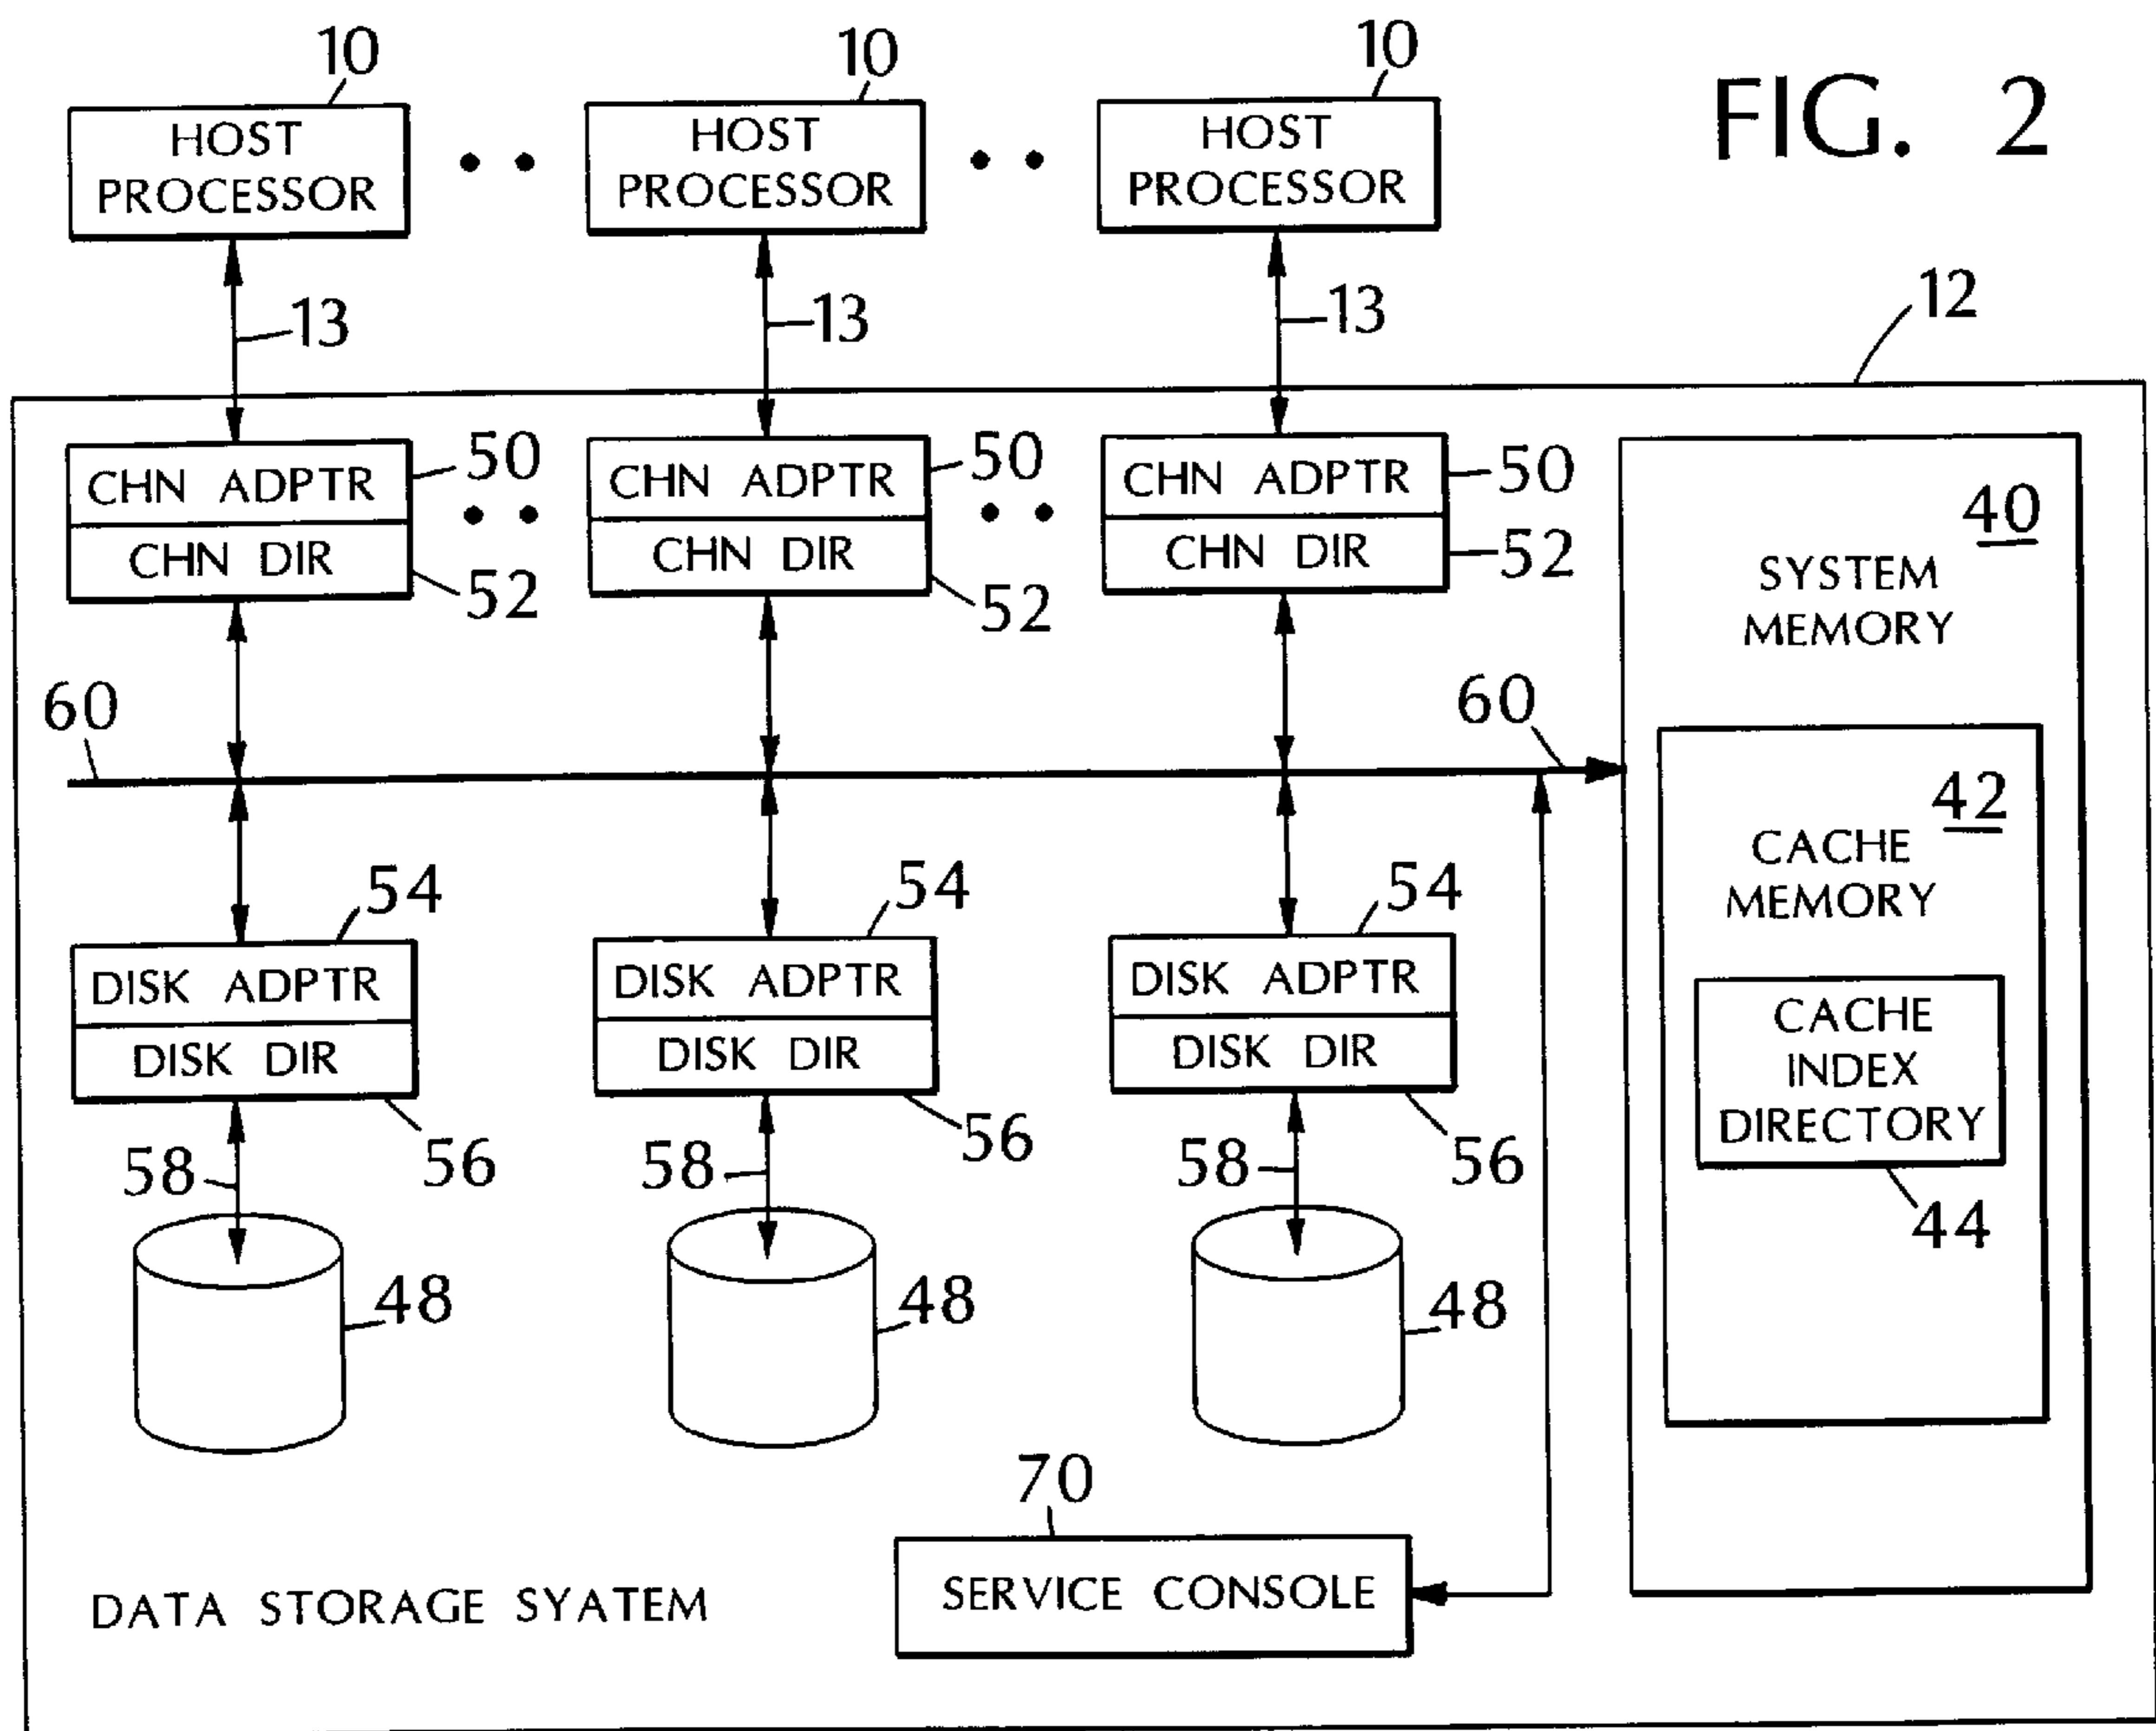 FIG. 2
10
10
10
HOST
PROCESSOR
HOST
PROCESSOR
HOST
PROCESSOR
13
13
13
12
CHN ADPTR
50
CHN ADPTR
50
CHN ADPTR
50
CHN DIR
52
CHN DIR
52
CHN DIR
52
40
SYSTEM
MEMORY
60
60
42
CACHE
MEMORY
54
54
54
DISK ADPTR
DISK ADPTR
DISK ADPTR
DISK DIR
DISK DIR
DISK DIR
CACHE
INDEX
DIRECTORY
44
58
56
58
56
58
56
48
48
48
70
SERVICE CONSOLE
DATA STORAGE SYATEM